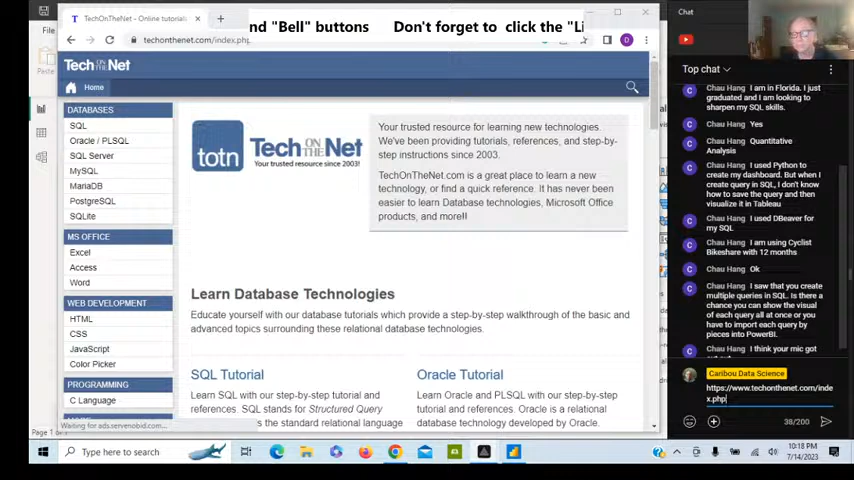 TechOnTheNet - Online tutorial
nd "Bell" buttons
Don't forget to click the "Li
File
techonthenet.com/index.php
D
Paste
Tech ON THE Net
Home
DATABASES
SQL
Oracle / PLSQL
SQL Server
MySQL
MariaDB
PostgreSQL
SQLite
MS OFFICE
Excel
Access
Word
WEB DEVELOPMENT
HTML
CSS
JavaScript
Color Picker
PROGRAMMING
C Language
totn
Tech ON THE Net
Your trusted resource since 2003!
Your trusted resource for learning new technologies.
We've been providing tutorials, references, and step-by-
step instructions since 2003.
TechOnTheNet.com is a great place to learn a new
technology, or find a quick reference. It has never been
easier to learn Database technologies, Microsoft Office
products, and more!!
Learn Database Technologies
Educate yourself with our database tutorials which provide a step-by-step walkthrough of the basic and
advanced topics surrounding these relational database technologies.
SQL Tutorial
Learn SQL with our step-by-step tutorial and
references. SQL stands for Structured Query
s the standard relational language
Oracle Tutorial
Learn Oracle and PLSQL with our step-by-step
tutorial and references. Oracle is a relational
database technology developed by Oracle.
Waiting for ads.servenobid.com...
Page 1 of
Chat
Top chat
Chau Hang I am in Florida. I just
graduated and I am looking to
sharpen my SQL skills.
Chau Hang Yes
Chau Hang Quantitative
Analysis
Chau Hang I used Python to
create my dashboard. But when I
create query in SQL, I don't know
how to save the query and then
visualize it in Tableau
Chau Hang I used DBeaver for
my SQL
Chau Hang I am using Cyclist
Bikeshare with 12 months
Chau Hang Ok
Chau Hang I saw that you create
multiple queries in SQL. Is there a
chance you can show the visual
of each query all at once or you
have to import each query by
pieces into PowerBI.
Chau Hang I think your mic got
Caribou Data Science
https://www.techonthenet.com/inde
x.php
38/200
Type here to search
10:18 PM
7/14/2023